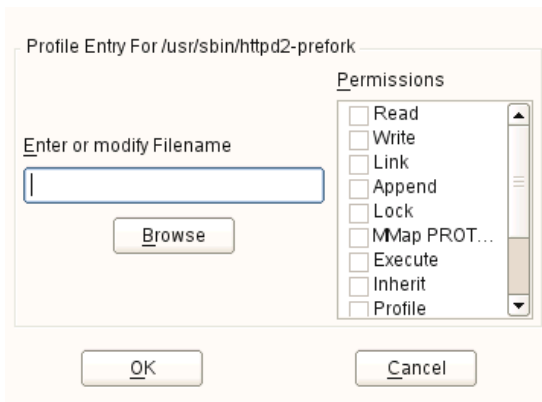 Profile Entry For /usr/sbin/httpd2-prefork
Permissions
Read
Write
Link
Append
Lock
MMap PROT...
Execute
Inherit
Profile
Enter or modify Filename
Browse
OK
Cancel